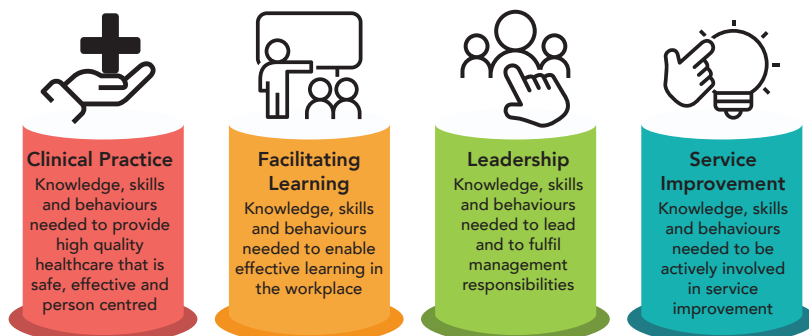 Clinical Practice
Knowledge, skills
and behaviours
needed to provide
high quality
healthcare that is
safe, effective and
person centred
Facilitating
Learning
Knowledge, skills
and behaviours
needed to enable
effective learning in
the workplace
Leadership
Knowledge, skills
and behaviours
needed to lead
and to fulfil
management
responsibilities
Service
Improvement
Knowledge, skills
and behaviours
needed to be
actively involved
in service
improvement